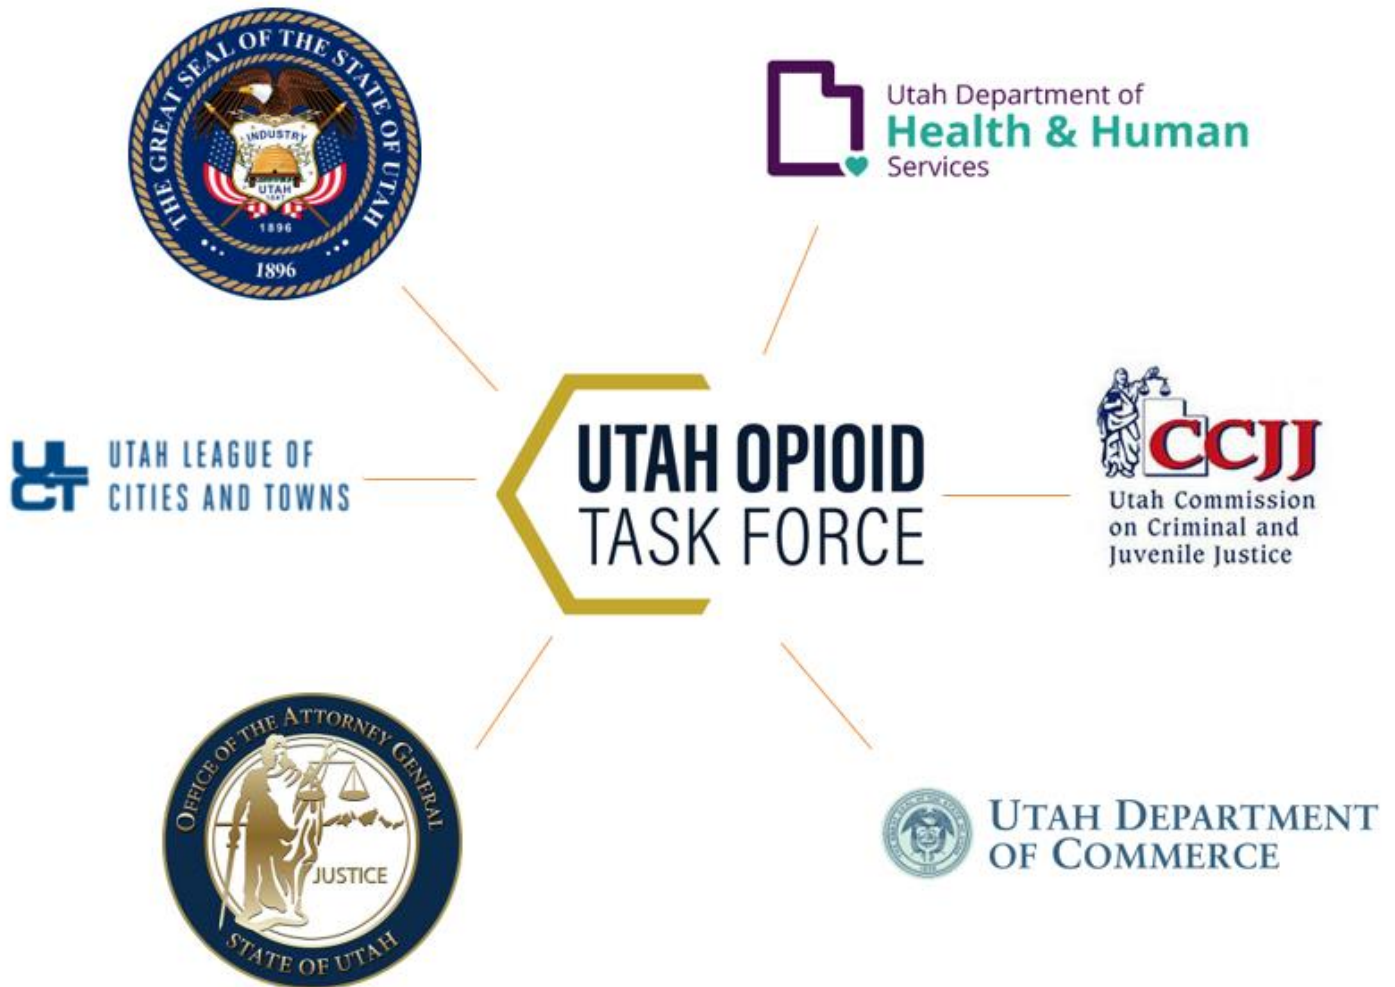 THE GREAT SEAL OF THE STATE OF UTAH
INDUSTRY
UTAH
1847
1896
1896
Utah Department of
Health & Human
Services
UTAH OPIOID
TASK FORCE
ULCT
UTAH LEAGUE OF
CITIES AND TOWNS
CCJJ
Utah Commission
on Criminal and
Juvenile Justice
OFFICE OF THE ATTORNEY GENERAL
JUSTICE
STATE OF UTAH
UTAH DEPARTMENT
OF COMMERCE